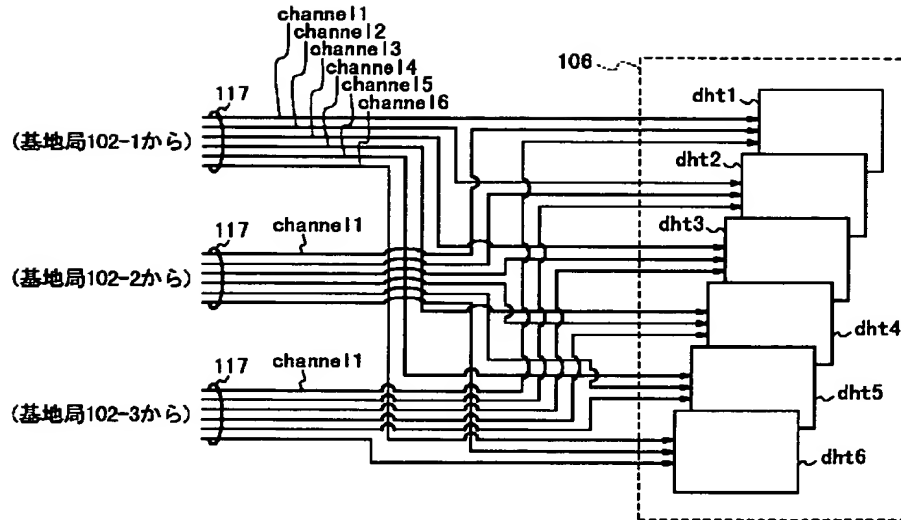 channel1
channel2
channel3
channel4
channel5
channel6
117
(基地局102-1から)
106
dht1
dht2
dht3
117
channel1
(基地局102-2から)
dht4
117
channel1
(基地局102-3から)
dht5
dht6